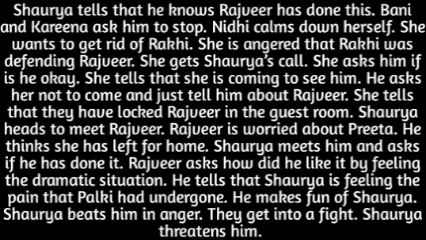 Shaurya tells that he knows Rajveer has done this. Bani
and Kareena ask him to stop. Nidhi calms down herself. She
wants to get rid of Rakhi. She is angered that Rakhi was
defending Rajveer. She gets Shaurya's call. She asks him if
is he okay. She tells that she is coming to see him. He asks
her not to come and just tell him about Rajveer. She tells
that they have locked Rajveer in the guest room. Shaurya
heads to meet Rajveer. Rajveer is worried about Preeta. He
thinks she has left for home. Shaurya meets him and asks
if he has done it. Rajveer asks how did he like it by feeling
the dramatic situation. He tells that Shaurya is feeling the
pain that Palki had undergone. He makes fun of Shaurya.
Shaurya beats him in anger. They get into a fight. Shaurya
threatens him.